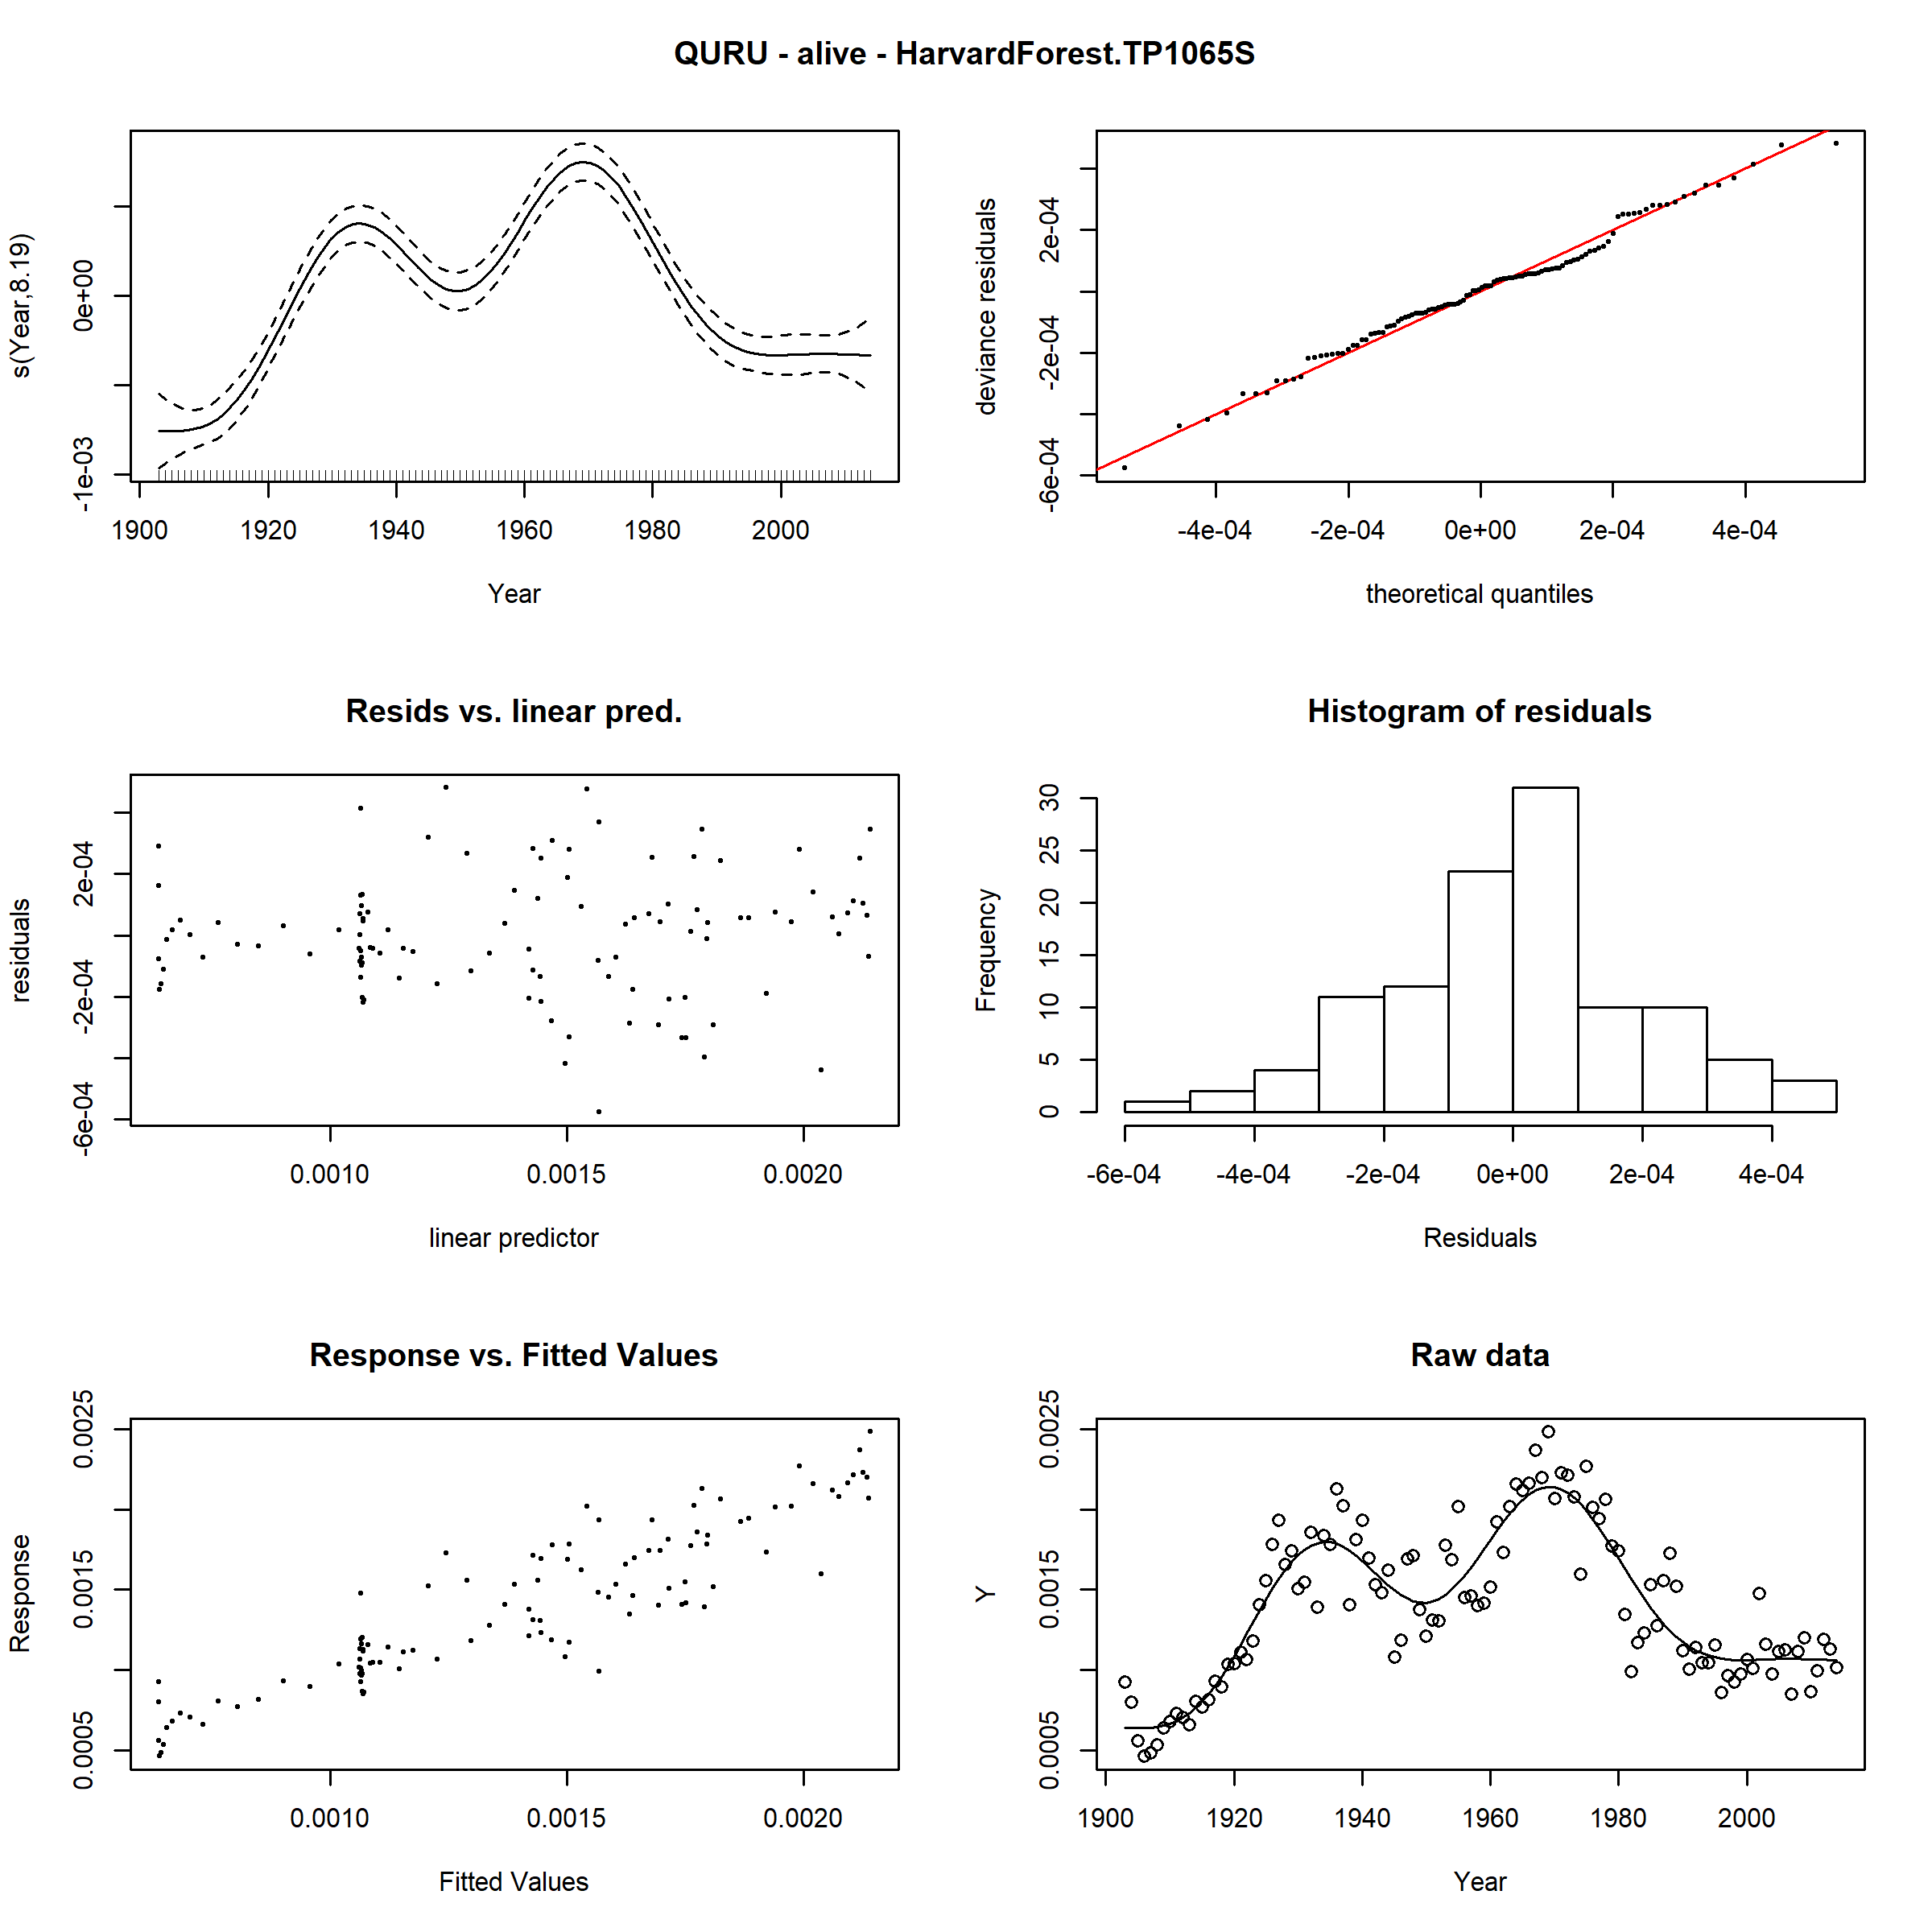 QURU - alive - HarvardForest.TP1065S
s(Year,8.19)
-1e-03 0e+00
1900 1920 1940 1960 1980 2000
Year
deviance residuals
-6e-04 -2e-04 2e-04
-4e-04 -2e-04 0e+00 2e-04 4e-04
theoretical quantiles
Resids vs. linear pred.
residuals
-6e-04 -2e-04 2e-04
0.0010 0.0015 0.0020
linear predictor
Histogram of residuals
Frequency
0 5 10 15 20 25 30
-6e-04 -4e-04 -2e-04 0e+00 2e-04 4e-04
Residuals
Response vs. Fitted Values
Response
0.0005 0.0015 0.0025
0.0010 0.0015 0.0020
Fitted Values
Raw data
Y
0.0005 0.0015 0.0025
1900 1920 1940 1960 1980 2000
Year